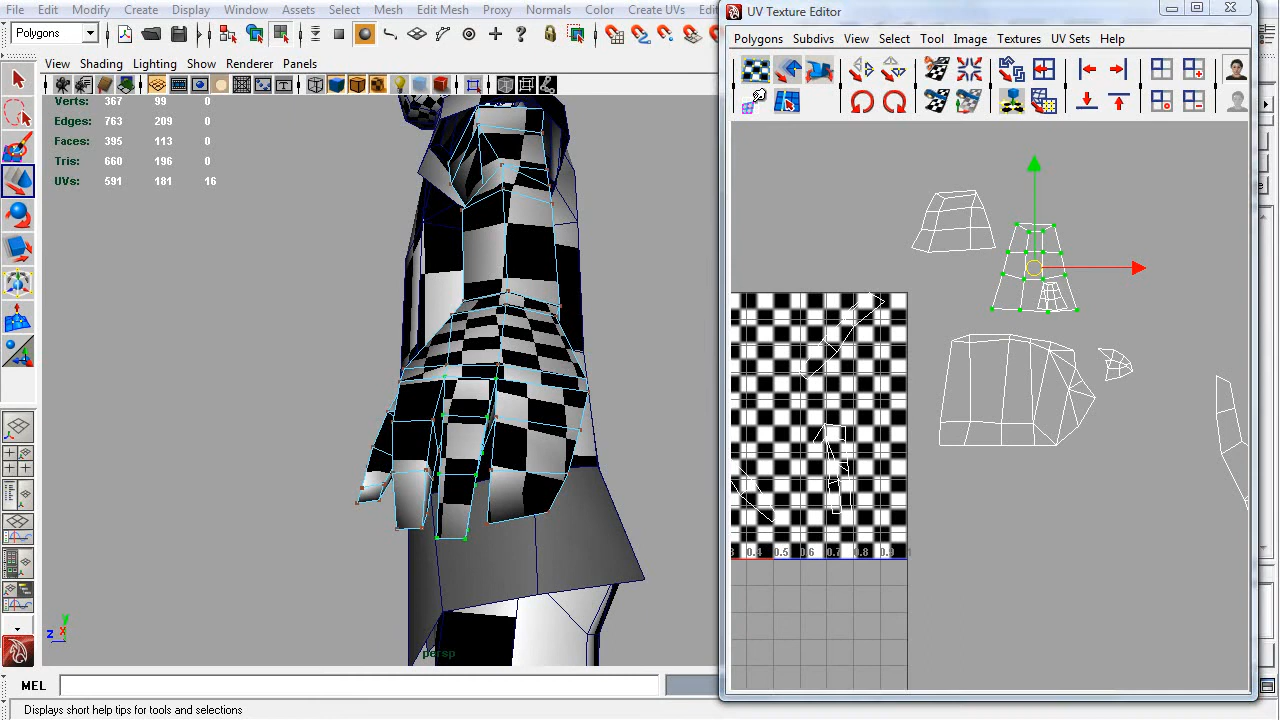 File Edit Modify Create Display Window Assets Select Mesh Edit Mesh Proxy Normals Color Create UVs
UV Texture Editor
Polygons
Polygons Subdivs View Select Tool Image Textures UV Sets Help
View Shading Lighting Show Renderer Panels
Verts: 367 99 0
Edges: 763 209 0
Faces: 395 113 0
Tris: 660 196 0
UVs: 591 181 16
0.4 0.5 0.6 0.7 0.8 0.9 1
y
z x
persp
MEL
Displays short help tips for tools and selections